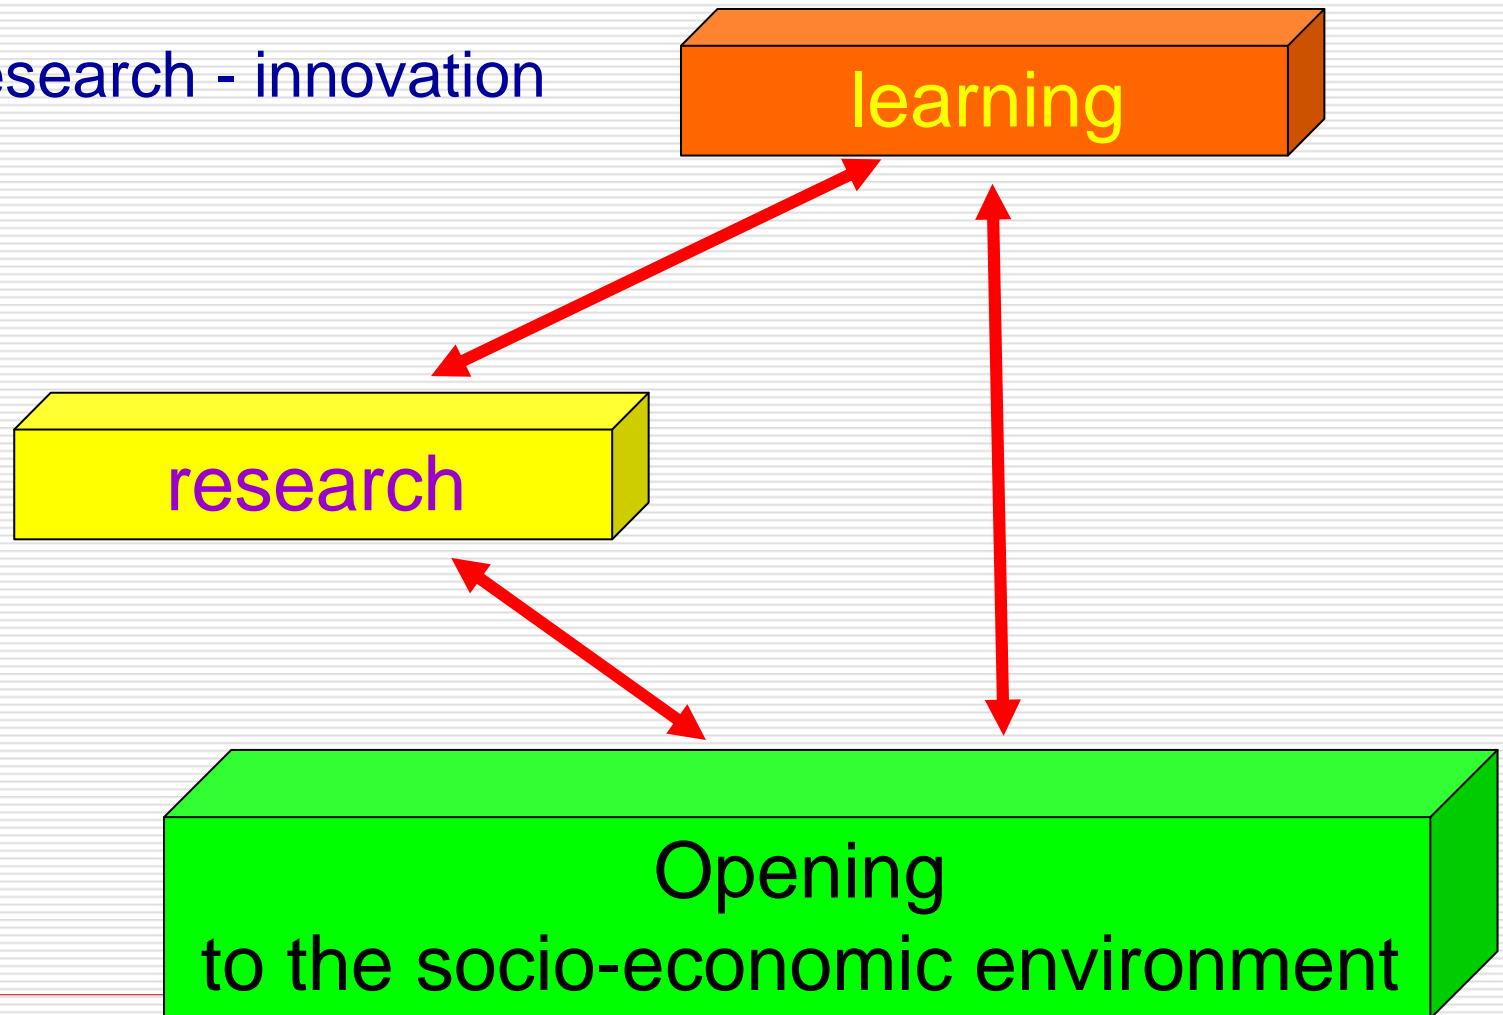 esearch - innovation
learning
research
Opening
to the socio-economic environment